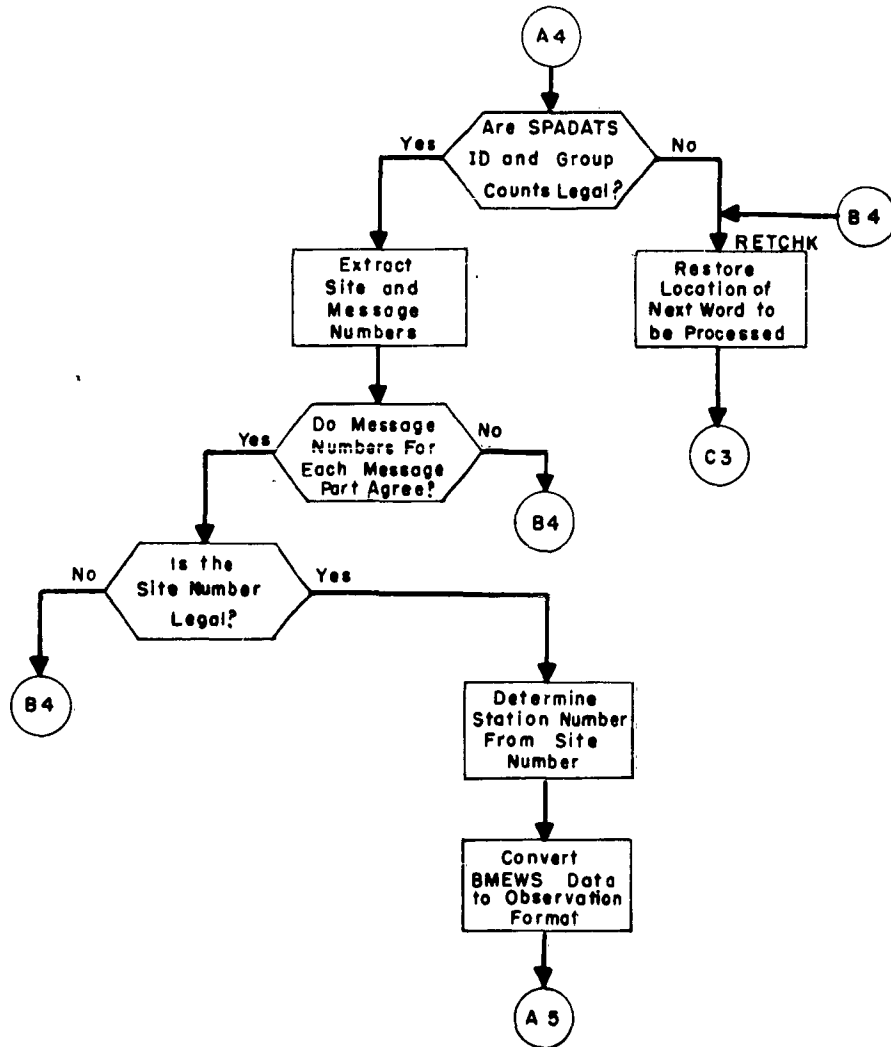 A4
Are SPADATS
ID and Group
Counts Legal?
Yes
No
B4
RETCHK
Extract
Site and
Message
Numbers
Restore
Location of
Next Word to
be Processed
Do Message
Numbers For
Each Message
Part Agree?
Yes
No
C3
B4
Is the
Site Number
Legal?
No
Yes
B4
Determine
Station Number
From Site
Number
Convert
BMEWS Data
to Observation
Format
A5